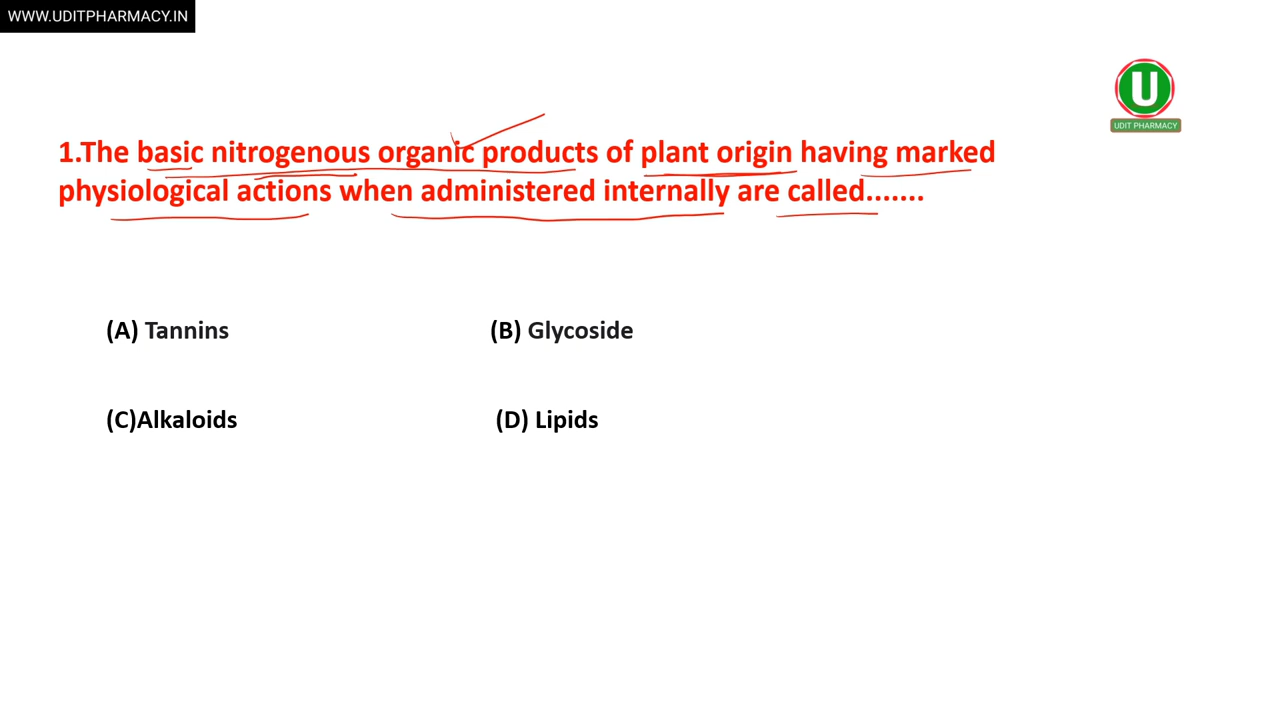 WWW.UDITPHARMACY.IN
U
UDIT PHARMACY
1.The basic nitrogenous organic products of plant origin having marked
physiological actions when administered internally are called.......
(A) Tannins
(B) Glycoside
(C)Alkaloids
(D) Lipids